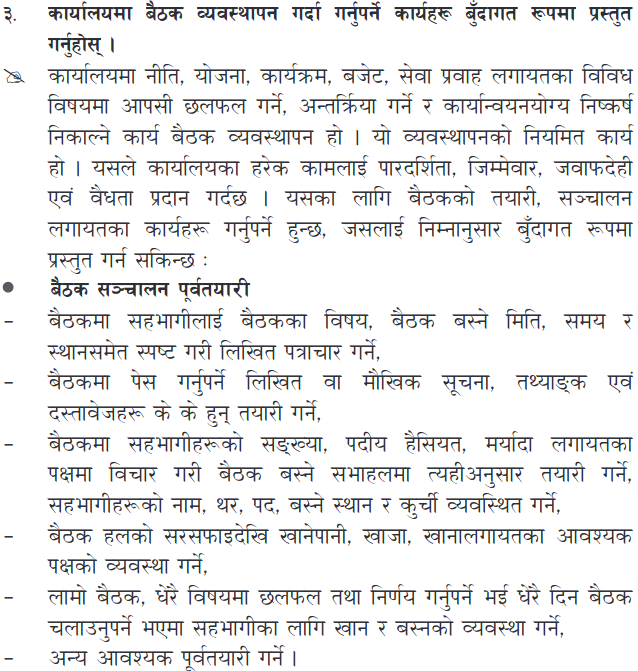 ३. कार्यालयमा बैठक व्यवस्थापन गर्दा गर्नुपर्ने कार्यहरू बुँदागत रूपमा प्रस्तुत
गर्नुहोस् ।
कार्यालयमा नीति, योजना, कार्यक्रम, बजेट, सेवा प्रवाह लगायतका विविध
विषयमा आपसी छलफल गर्ने, अन्तर्क्रिया गर्ने र कार्यान्वयनयोग्य निष्कर्ष
निकाल्ने कार्य बैठक व्यवस्थापन हो । यो व्यवस्थापनको नियमित कार्य
हो । यसले कार्यालयका हरेक कामलाई पारदर्शिता, जिम्मेवार, जवाफदेही
एवं वैधता प्रदान गर्दछ । यसका लागि बैठकको तयारी, सञ्चालन
लगायतका कार्यहरू गर्नुपर्ने हुन्छ, जसलाई निम्नानुसार बुँदागत रूपमा
प्रस्तुत गर्न सकिन्छ :
● बैठक सञ्चालन पूर्वतयारी
– बैठकमा सहभागीलाई बैठकका विषय, बैठक बस्ने मिति, समय र
स्थानसमेत स्पष्ट गरी लिखित पत्राचार गर्ने,
– बैठकमा पेस गर्नुपर्ने लिखित वा मौखिक सूचना, तथ्याङ्क एवं
दस्तावेजहरू के के हुन् तयारी गर्ने,
– बैठकमा सहभागीहरूको सङ्ख्या, पदीय हैसियत, मर्यादा लगायतका
पक्षमा विचार गरी बैठक बस्ने सभाहलमा त्यहीअनुसार तयारी गर्ने,
सहभागीहरूको नाम, थर, पद, बस्ने स्थान र कुर्ची व्यवस्थित गर्ने,
– बैठक हलको सरसफाइदेखि खानेपानी, खाजा, खानालगायतका आवश्यक
पक्षको व्यवस्था गर्ने,
– लामो बैठक, धेरै विषयमा छलफल तथा निर्णय गर्नुपर्ने भई धेरै दिन बैठक
चलाउनुपर्ने भएमा सहभागीका लागि खान र बस्नको व्यवस्था गर्ने,
– अन्य आवश्यक पूर्वतयारी गर्ने ।